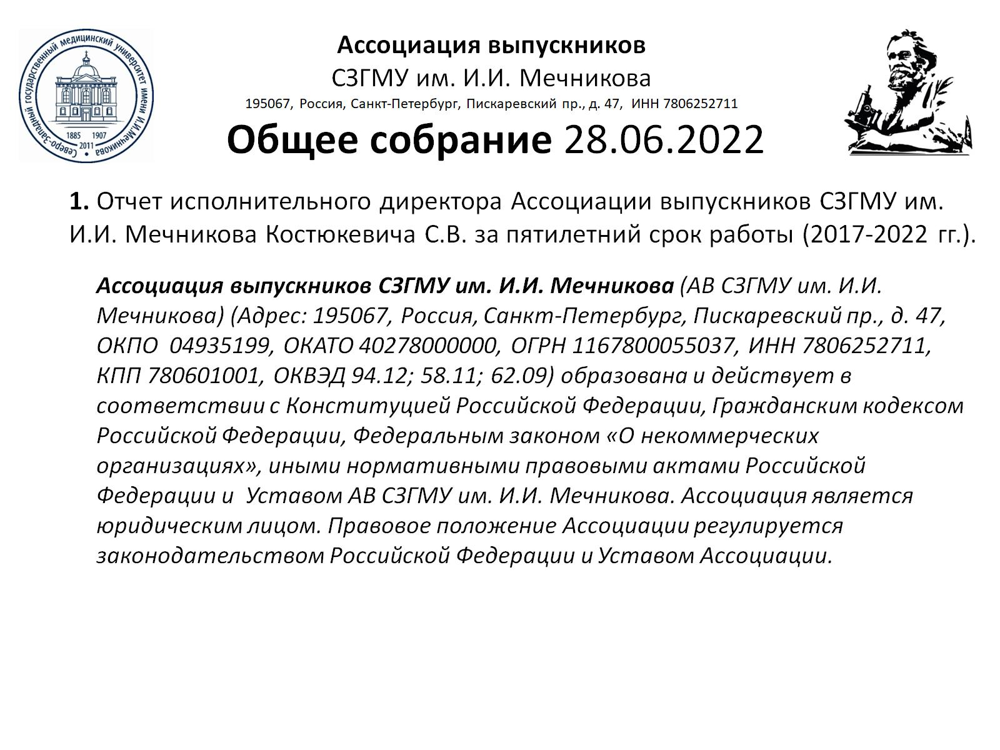 Северо-Западный государственный медицинский университет имени И.И.Мечникова
1885 1907
2011
Ассоциация выпускников
СЗГМУ им. И.И. Мечникова
195067, Россия, Санкт-Петербург, Пискаревский пр., д. 47, ИНН 7806252711
Общее собрание 28.06.2022
1. Отчет исполнительного директора Ассоциации выпускников СЗГМУ им.
И.И. Мечникова Костюкевича С.В. за пятилетний срок работы (2017-2022 гг.).
Ассоциация выпускников СЗГМУ им. И.И. Мечникова (АВ СЗГМУ им. И.И.
Мечникова) (Адрес: 195067, Россия, Санкт-Петербург, Пискаревский пр., д. 47,
ОКПО 04935199, ОКАТО 40278000000, ОГРН 1167800055037, ИНН 7806252711,
КПП 780601001, ОКВЭД 94.12; 58.11; 62.09) образована и действует в
соответствии с Конституцией Российской Федерации, Гражданским кодексом
Российской Федерации, Федеральным законом «О некоммерческих
организациях», иными нормативными правовыми актами Российской
Федерации и Уставом АВ СЗГМУ им. И.И. Мечникова. Ассоциация является
юридическим лицом. Правовое положение Ассоциации регулируется
законодательством Российской Федерации и Уставом Ассоциации.